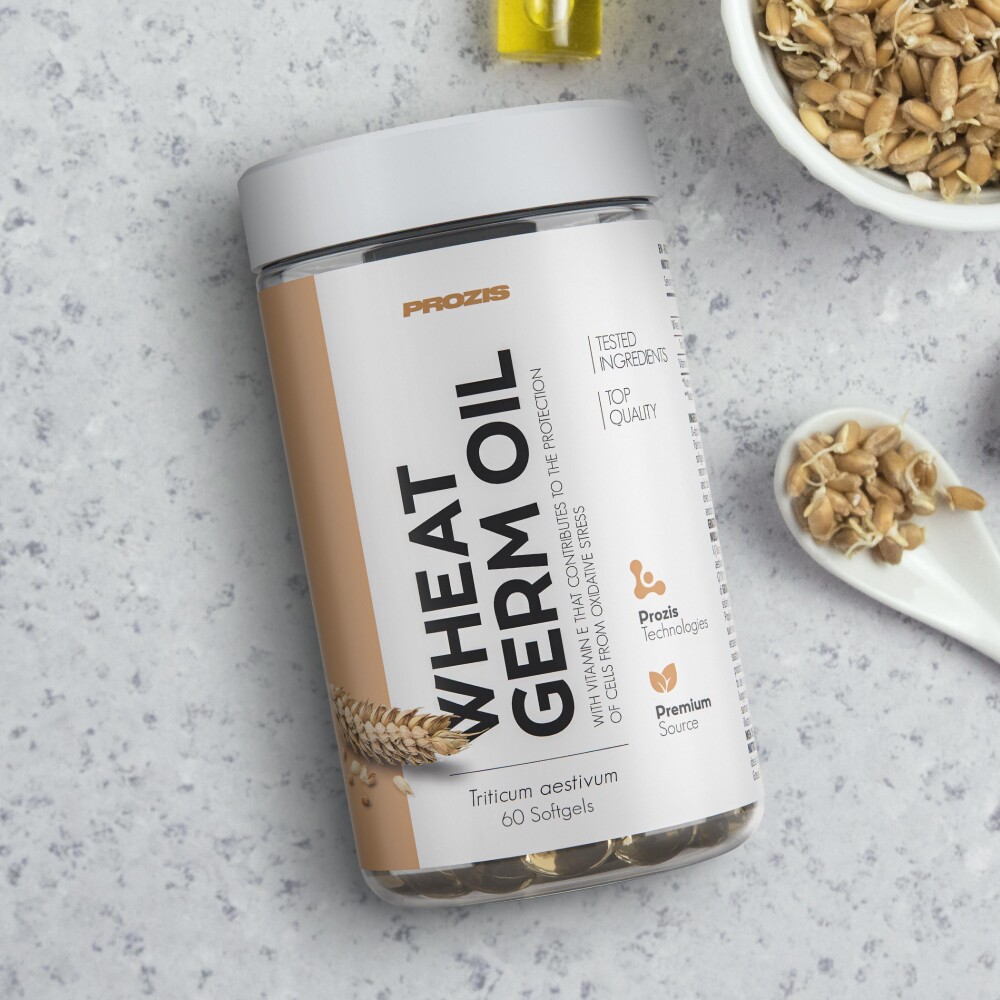 PROZIS
WHEAT
GERM OIL
WITH VITAMIN E THAT CONTRIBUTES TO THE PROTECTION
OF CELLS FROM OXIDATIVE STRESS
TESTED
INGREDIENTS
TOP
QUALITY
Prozis
Technologies
Premium
Source
Triticum aestivum
60 Softgels